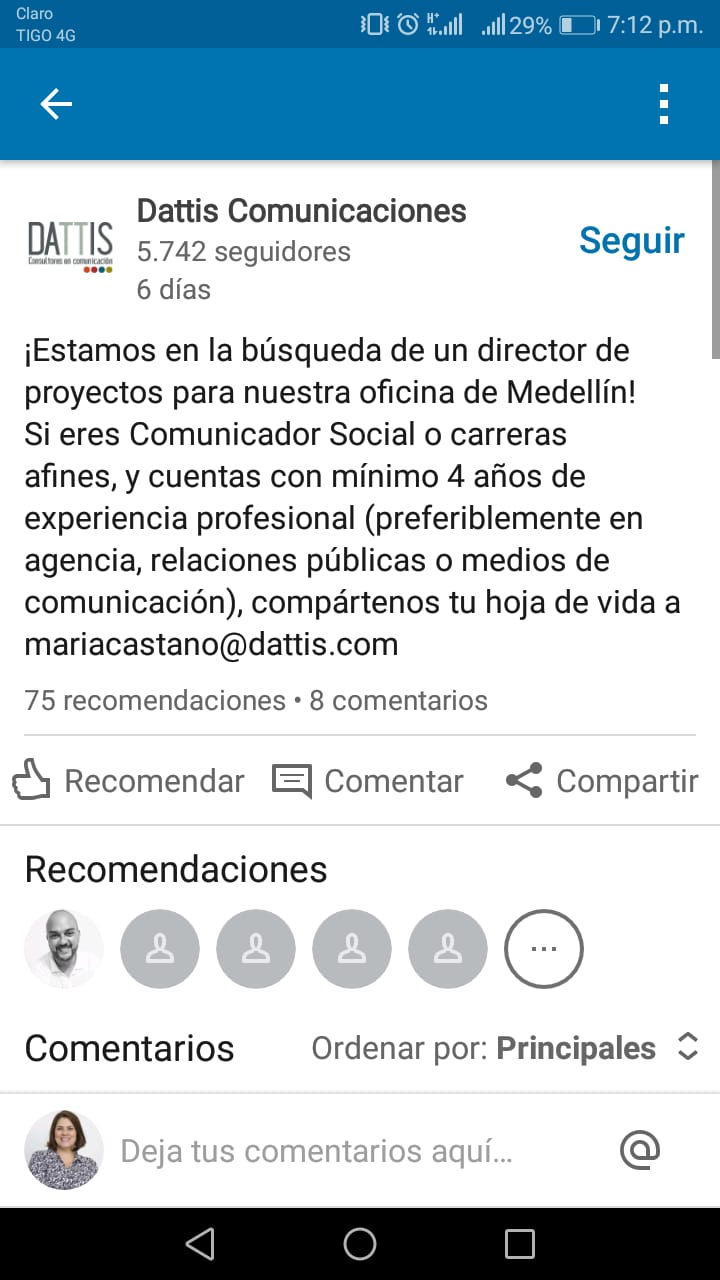 Claro
TIGO 4G
29% 7:12 p.m.
DATTIS
Consultores en comunicación
Dattis Comunicaciones
5.742 seguidores
6 días
Seguir
¡Estamos en la búsqueda de un director de
proyectos para nuestra oficina de Medellín!
Si eres Comunicador Social o carreras
afines, y cuentas con mínimo 4 años de
experiencia profesional (preferiblemente en
agencia, relaciones públicas o medios de
comunicación), compártenos tu hoja de vida a
mariacastano@dattis.com
75 recomendaciones • 8 comentarios
Recomendar Comentar Compartir
Recomendaciones
...
Comentarios Ordenar por: Principales
Deja tus comentarios aquí... @